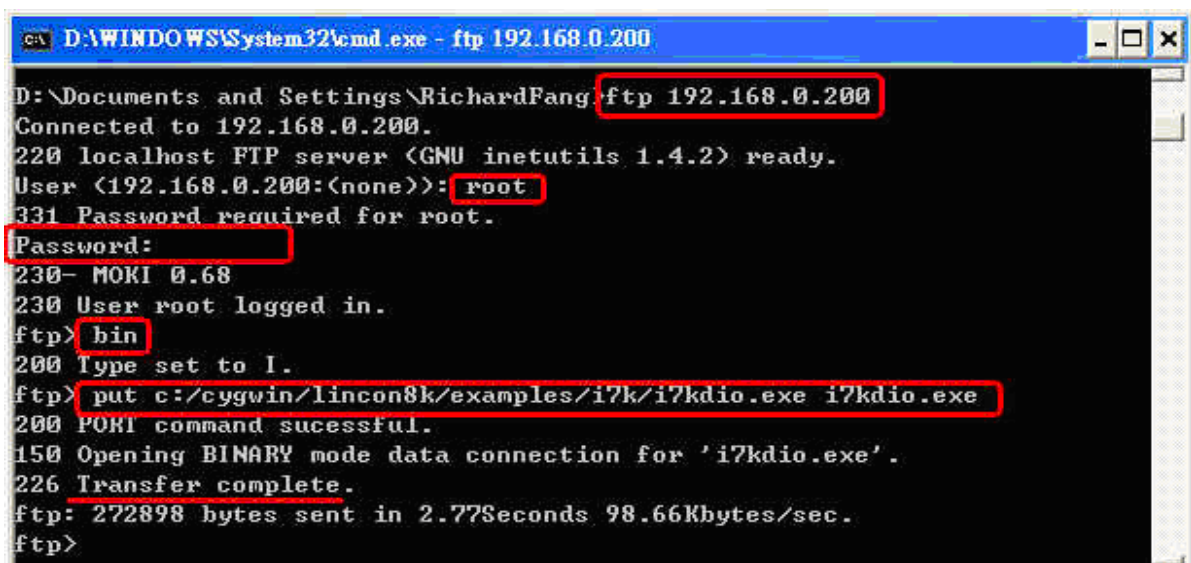 D:\WINDOWS\System32\cmd.exe - ftp 192.168.0.200
D:\Documents and Settings\RichardFang>ftp 192.168.0.200
Connected to 192.168.0.200.
220 localhost FTP server (GNU inetutils 1.4.2) ready.
User (192.168.0.200:(none)): root
331 Password required for root.
Password:
230- MOKI 0.68
230 User root logged in.
ftp> bin
200 Type set to I.
ftp> put c:/cygwin/lincon8k/examples/i7k/i7kdio.exe i7kdio.exe
200 PORT command sucessful.
150 Opening BINARY mode data connection for 'i7kdio.exe'.
226 Transfer complete.
ftp: 272898 bytes sent in 2.77Seconds 98.66Kbytes/sec.
ftp>